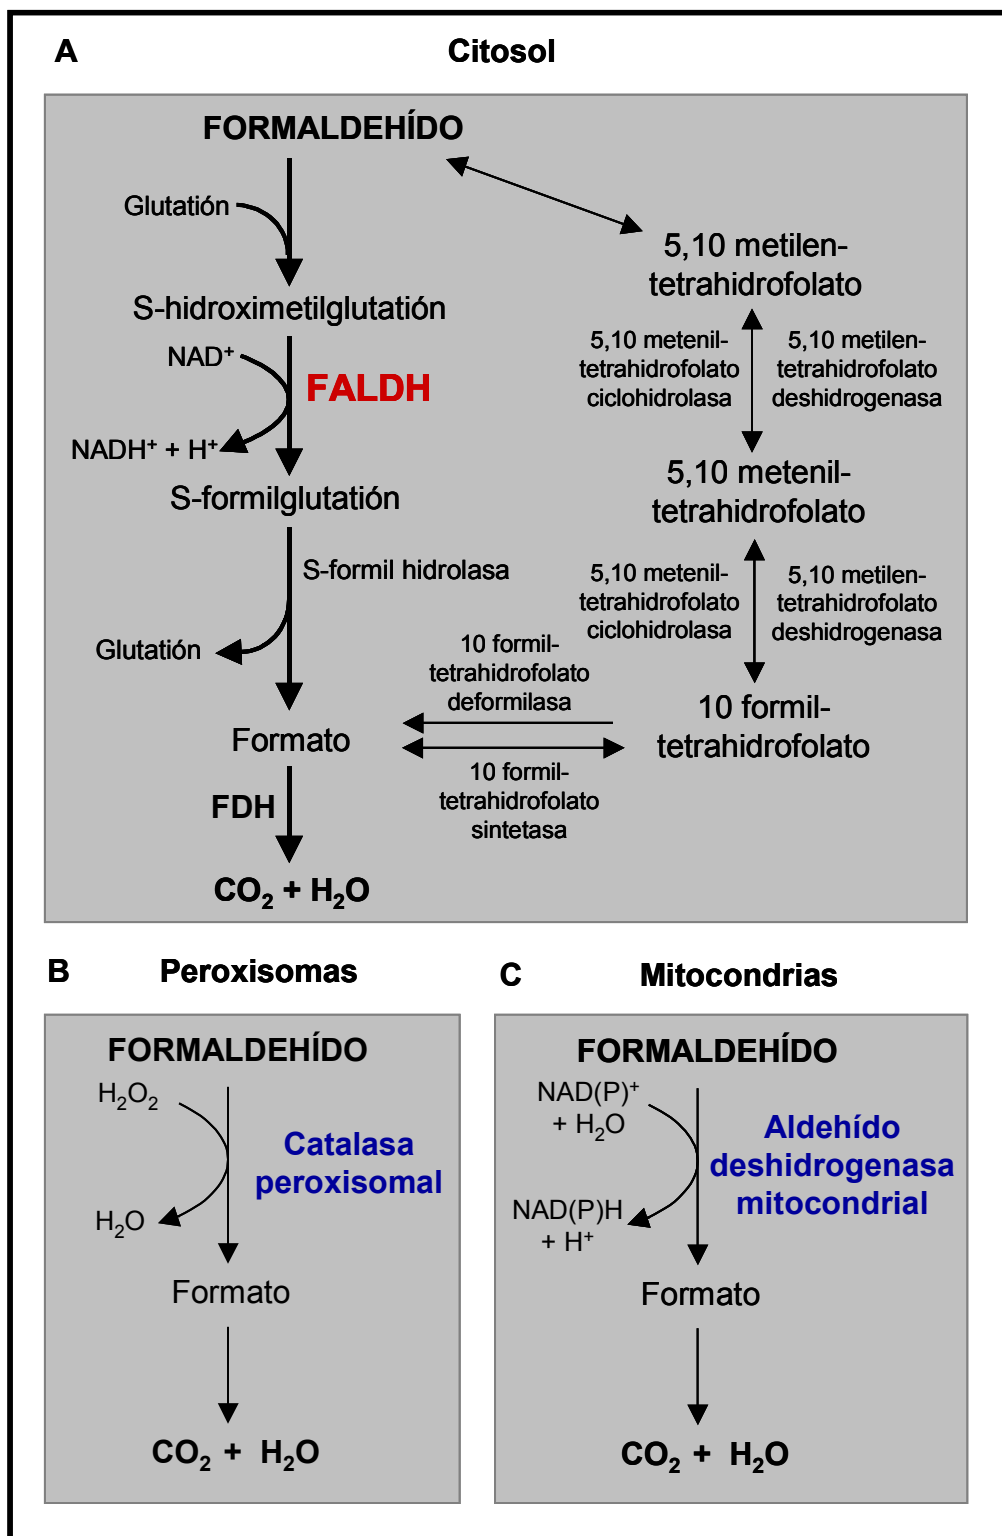 A
Citosol
FORMALDEHÍDO
Glutatión
S-hidroximetilglutatión
NAD⁺
FALDH
NADH⁺ + H⁺
S-formilglutatión
S-formil hidrolasa
Glutatión
Formato
FDH
CO₂ + H₂O
5,10 metilen-
tetrahidrofolato
5,10 metenil-
tetrahidrofolato
ciclohidrolasa
5,10 metilen-
tetrahidrofolato
deshidrogenasa
5,10 metenil-
tetrahidrofolato
5,10 metenil-
tetrahidrofolato
ciclohidrolasa
5,10 metilen-
tetrahidrofolato
deshidrogenasa
10 formil-
tetrahidrofolato
10 formil-
tetrahidrofolato
deformilasa
10 formil-
tetrahidrofolato
sintetasa
B
Peroxisomas
FORMALDEHÍDO
H₂O₂
Catalasa
peroxisomal
H₂O
Formato
CO₂ + H₂O
C
Mitocondrias
FORMALDEHÍDO
NAD(P)⁺
+ H₂O
Aldehído
deshidrogenasa
mitocondrial
NAD(P)H
+ H⁺
Formato
CO₂ + H₂O